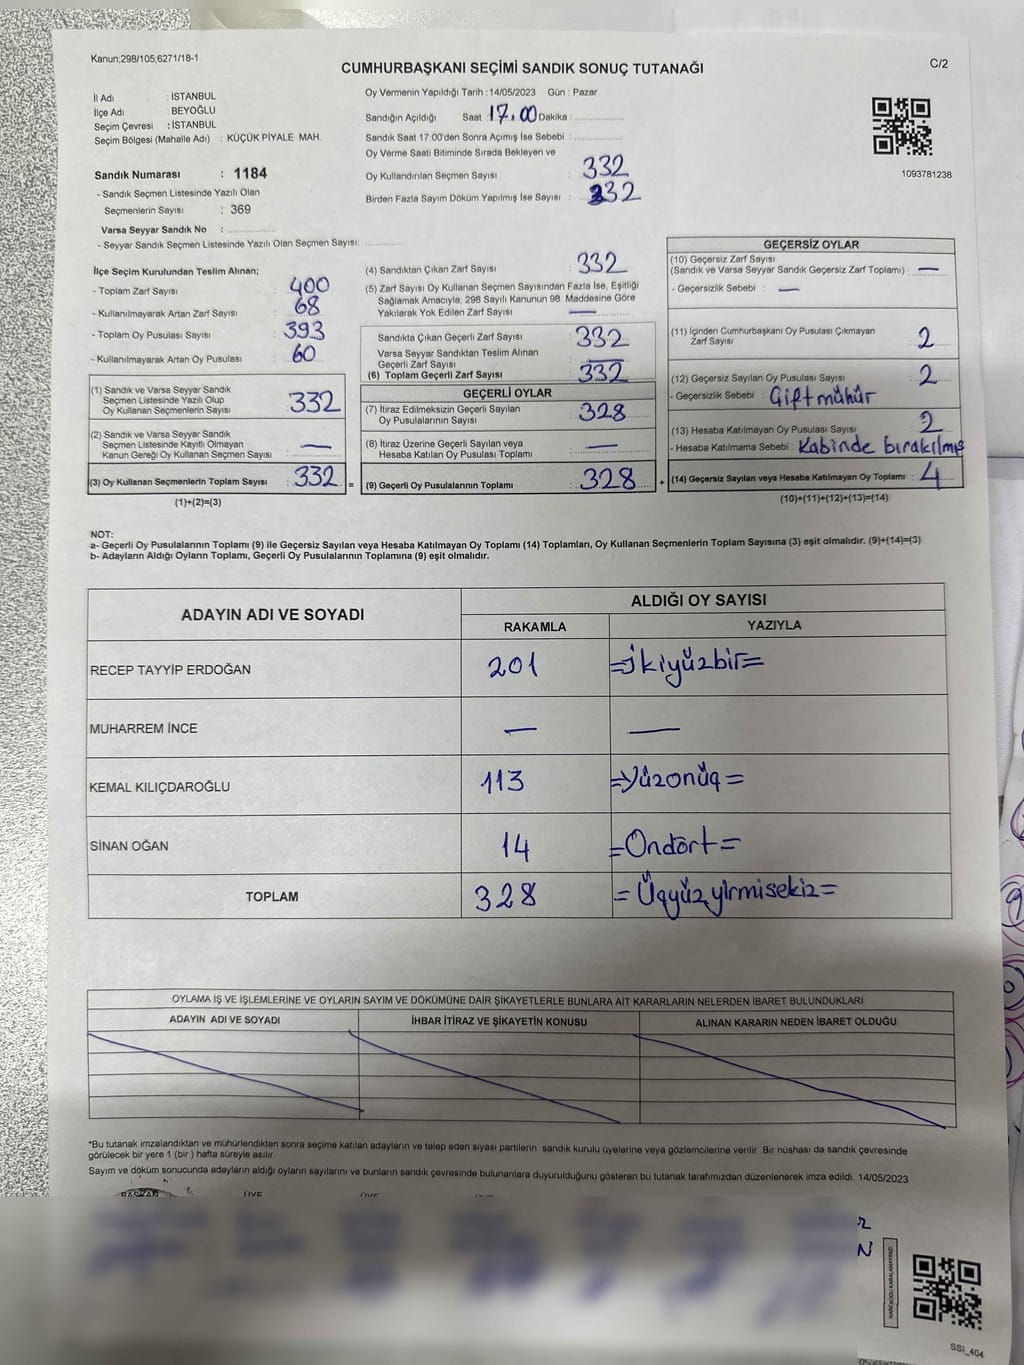 Kanun;298/105,6271/18-1
CUMHURBAŞKANI SEÇİMİ SANDIK SONUÇ TUTANAĞI
C/2
İl Adı : İSTANBUL
İlçe Adı : BEYOĞLU
Seçim Çevresi : İSTANBUL
Seçim Bölgesi (Mahalle Adı) : KÜÇÜK PİYALE MAH.
Sandık Numarası : 1184
- Sandık Seçmen Listesinde Yazılı Olan
Seçmenlerin Sayısı : 369
Varsa Seyyar Sandık No : ...............
- Seyyar Sandık Seçmen Listesinde Yazılı Olan Seçmen Sayısı: ............
Oy Vermenin Yapıldığı Tarih :14/05/2023 Gün : Pazar
Sandığın Açıldığı Saat :17.00 Dakika : ...............
Sandık Saat 17:00'den Sonra Açımış İse Sebebi : ...............
Oy Verme Saati Bitiminde Sırada Bekleyen ve
Oy Kullandırılan Seçmen Sayısı : 332
Birden Fazla Sayım Döküm Yapılmış İse Sayısı : 332
1093781238
İlçe Seçim Kurulundan Teslim Alınan;
- Toplam Zarf Sayısı : 400
- Kullanılmayarak Artan Zarf Sayısı : 68
- Toplam Oy Pusulası Sayısı : 393
- Kullanılmayarak Artan Oy Pusulası : 60
(1) Sandık ve Varsa Seyyar Sandık
Seçmen Listesinde Yazılı Olup
Oy Kullanan Seçmenlerin Sayısı : 332
(2) Sandık ve Varsa Seyyar Sandık
Seçmen Listesinde Kayıtlı Olmayan
Kanun Gereği Oy Kullanan Seçmen Sayısı : —
(3) Oy Kullanan Seçmenlerin Toplam Sayısı : 332 =
(1)+(2)=(3)
(4) Sandıktan Çıkan Zarf Sayısı : 332
(5) Zarf Sayısı Oy Kullanan Seçmen Sayısından Fazla İse, Eşitliği
Sağlamak Amacıyla; 298 Sayılı Kanunun 98. Maddesine Göre
Yakılarak Yok Edilen Zarf Sayısı : —
Sandıkta Çıkan Geçerli Zarf Sayısı : 332
Varsa Seyyar Sandıktan Teslim Alınan
Geçerli Zarf Sayısı : —
(6) Toplam Geçerli Zarf Sayısı : 332
GEÇERLİ OYLAR
(7) İtiraz Edilmeksizin Geçerli Sayılan
Oy Pusulasının Sayısı : 328
(8) İtiraz Üzerine Geçerli Sayılan veya
Hesaba Katılan Oy Pusulası Toplamı : —
(9) Geçerli Oy Pusulalarının Toplamı : 328 +
GEÇERSİZ OYLAR
(10) Geçersiz Zarf Sayısı
(Sandık ve Varsa Seyyar Sandık Geçersiz Zarf Toplamı) : —
- Geçersizlik Sebebi : —
(11) İçinden Cumhurbaşkanı Oy Pusulası Çıkmayan
Zarf Sayısı : 2
(12) Geçersiz Sayılan Oy Pusulası Sayısı : 2
- Geçersizlik Sebebi : Çift mühür
(13) Hesaba Katılmayan Oy Pusulası Sayısı : 2
- Hesaba Katılmama Sebebi : Kabinde bırakılmış
(14) Geçersiz Sayılan veya Hesaba Katılmayan Oy Toplamı : 4
(10)+(11)+(12)+(13)=(14)
NOT:
a- Geçerli Oy Pusulalarının Toplamı (9) ile Geçersiz Sayılan veya Hesaba Katılmayan Oy Toplamı (14) Toplamları, Oy Kullanan Seçmenlerin Toplam Sayısına (3) eşit olmalıdır. (9)+(14)=(3)
b- Adayların Aldığı Oyların Toplamı, Geçerli Oy Pusulalarının Toplamına (9) eşit olmalıdır.
ADAYIN ADI VE SOYADI ALDIĞI OY SAYISI
RAKAMLA YAZIYLA
RECEP TAYYİP ERDOĞAN 201 =İkiyüzbir=
MUHARREM İNCE — —
KEMAL KILIÇDAROĞLU 113 =Yüzonüç=
SİNAN OĞAN 14 =Ondört=
TOPLAM 328 =Üçyüzyirmisekiz=
OYLAMA İŞ VE İŞLEMLERİNE VE OYLARIN SAYIM VE DÖKÜMÜNE DAİR ŞİKAYETLERLE BUNLARA AİT KARARLARIN NELERDEN İBARET BULUNDUKLARI
ADAYIN ADI VE SOYADI İHBAR İTİRAZ VE ŞİKAYETİN KONUSU ALINAN KARARIN NEDEN İBARET OLDUĞU
*Bu tutanak imzalandıktan ve mühürlendikten sonra seçime katılan adayların ve talep eden siyasi partilerin sandık kurulu üyelerine veya gözlemcilerine verilir .Bir nüshası da sandık çevresinde
görülecek bir yere 1 (bir ) hafta süreyle asılır.
Sayım ve döküm sonucunda adayların aldığı oyların sayılarını ve bunların sandık çevresinde bulunanlara duyurulduğunu gösteren bu tutanak tarafımızdan düzenlenerek imza edildi. 14/05/2023
BAŞKAN ÜYE ÜYE ÜYE
N
KAREKODU KARALAMAYINIZ!
SSI_404